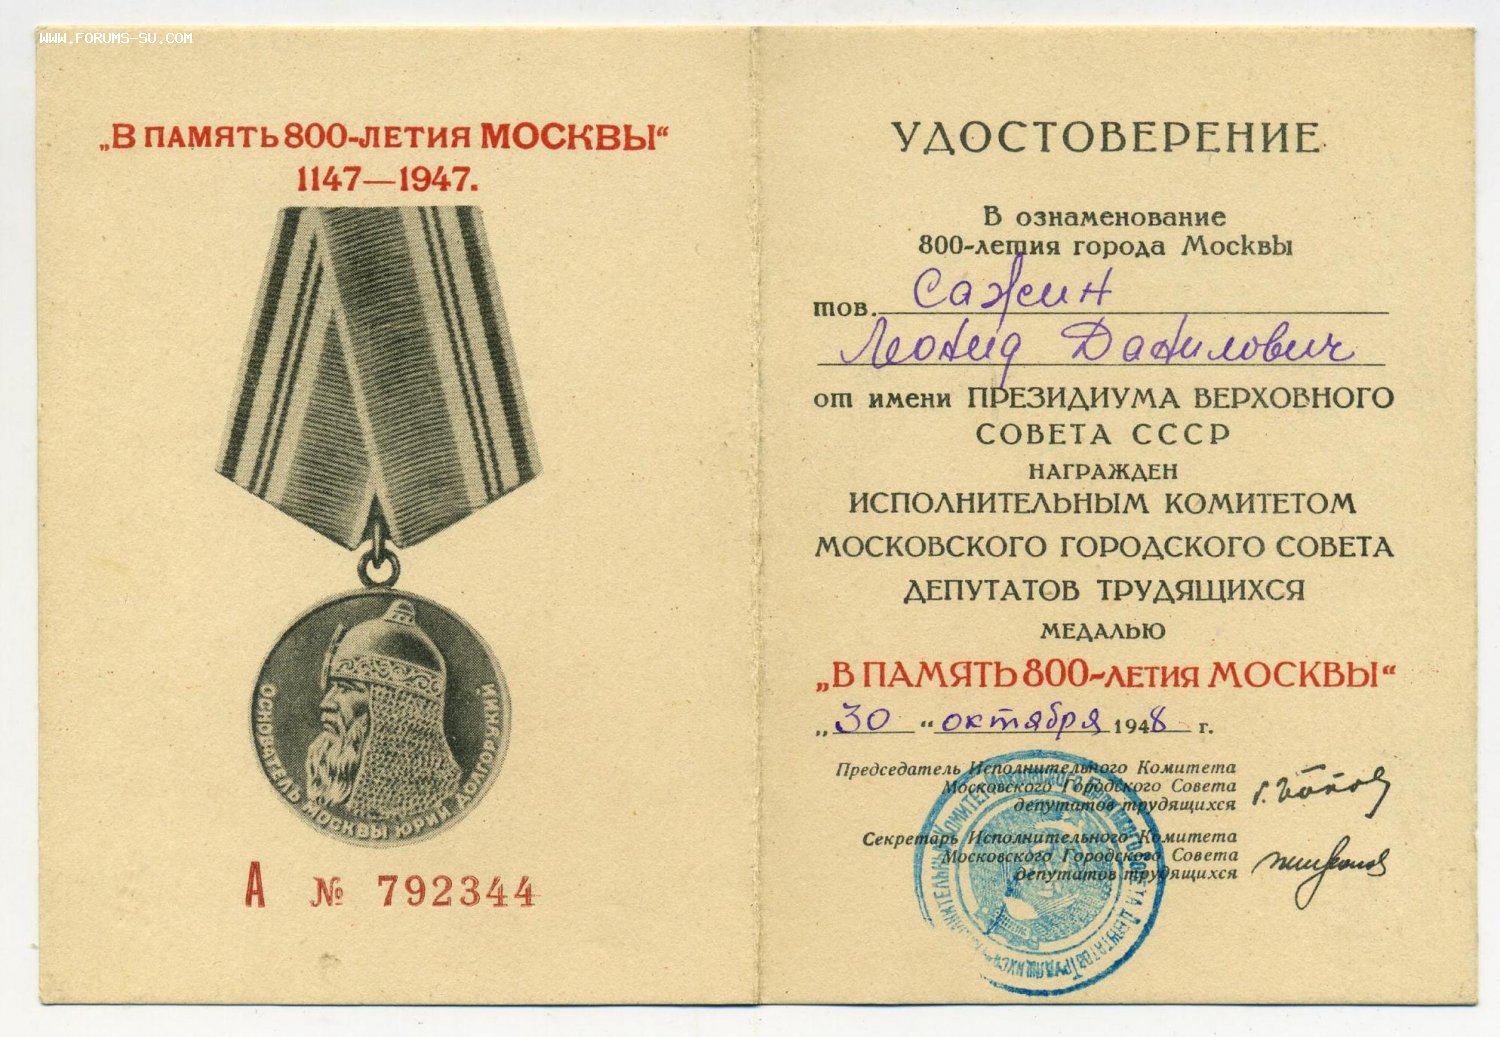 WWW.FORUMS-SU.COM
„В ПАМЯТЬ 800-ЛЕТИЯ МОСКВЫ“
1147—1947.
ОСНОВАТЕЛЬ МОСКВЫ ЮРИЙ ДОЛГОРУКИЙ
А № 792344
УДОСТОВЕРЕНИЕ
В ознаменование
800-летия города Москвы
тов. Сажин
Леонид Данилович
от имени ПРЕЗИДИУМА ВЕРХОВНОГО
СОВЕТА СССР
НАГРАЖДЕН
ИСПОЛНИТЕЛЬНЫМ КОМИТЕТОМ
МОСКОВСКОГО ГОРОДСКОГО СОВЕТА
ДЕПУТАТОВ ТРУДЯЩИХСЯ
МЕДАЛЬЮ
„В ПАМЯТЬ 800-ЛЕТИЯ МОСКВЫ“
„30“ октября 1948 г.
Председатель Исполнительного Комитета
Московского Городского Совета
депутатов трудящихся
Г. Попов
Секретарь Исполнительного Комитета
Московского Городского Совета
депутатов трудящихся